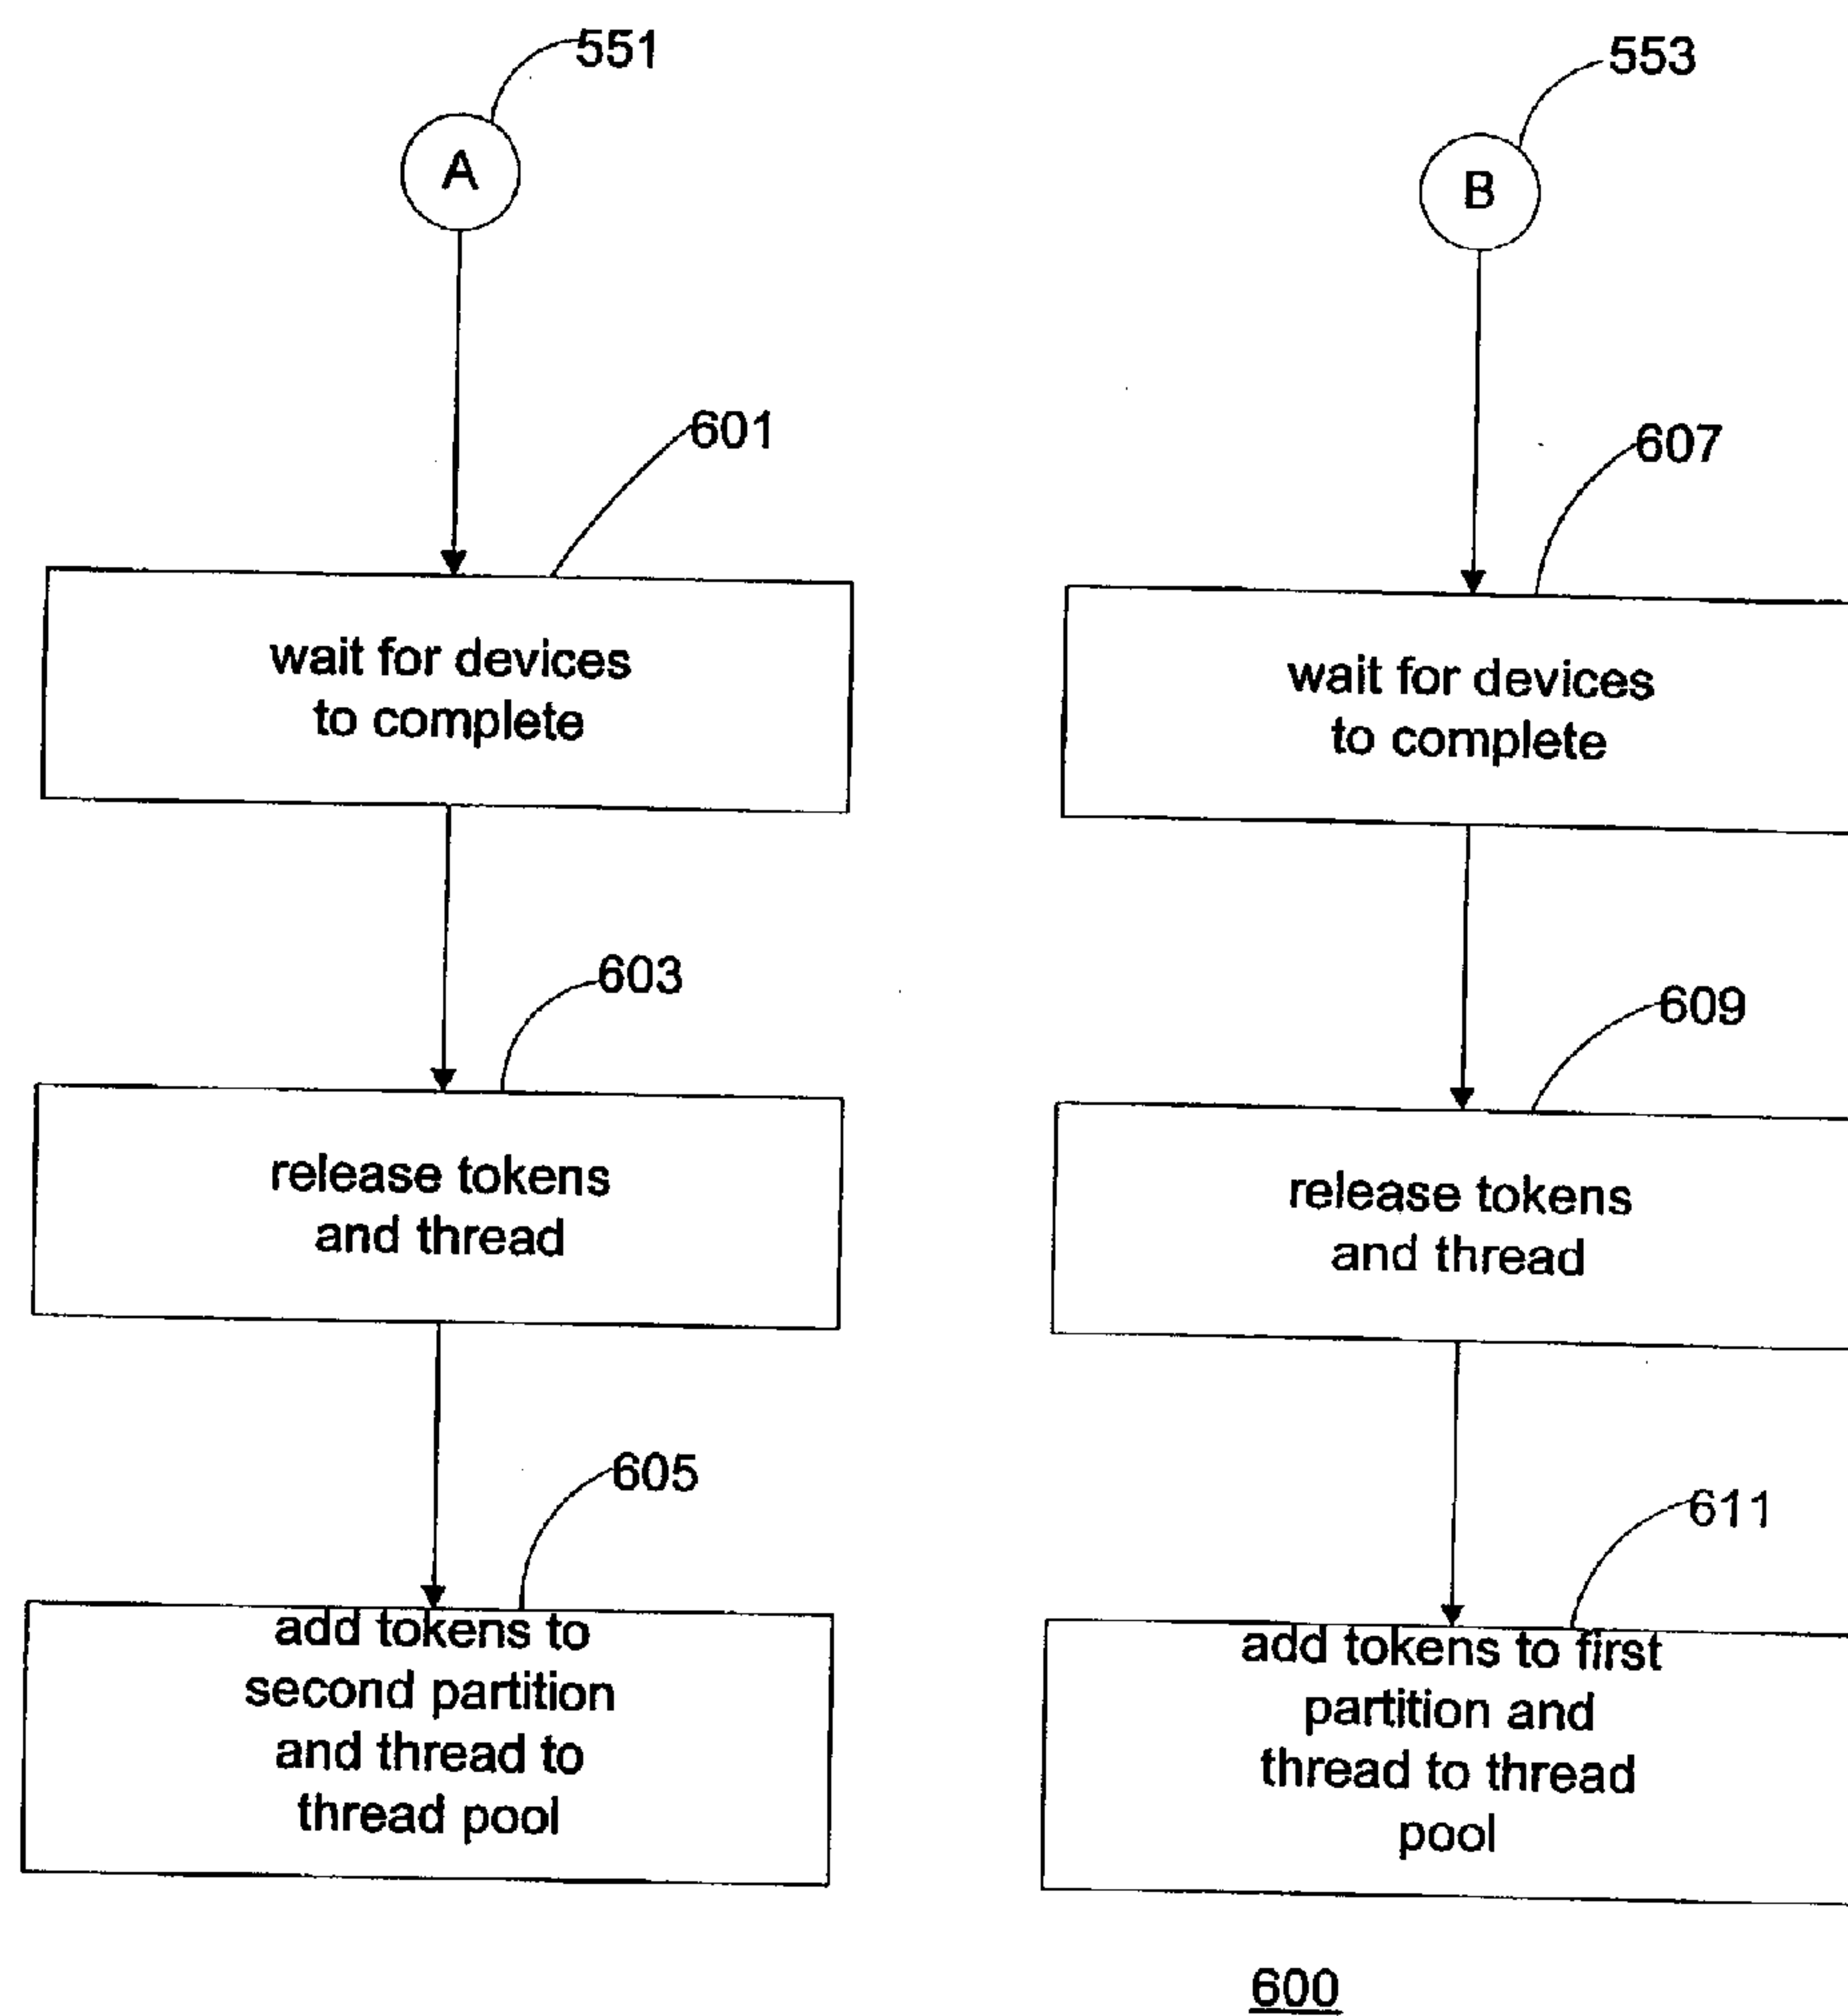 551
A
601
wait for devices
to complete
603
release tokens
and thread
605
add tokens to
second partition
and thread to
thread pool
553
B
607
wait for devices
to complete
609
release tokens
and thread
611
add tokens to first
partition and
thread to thread
pool
600